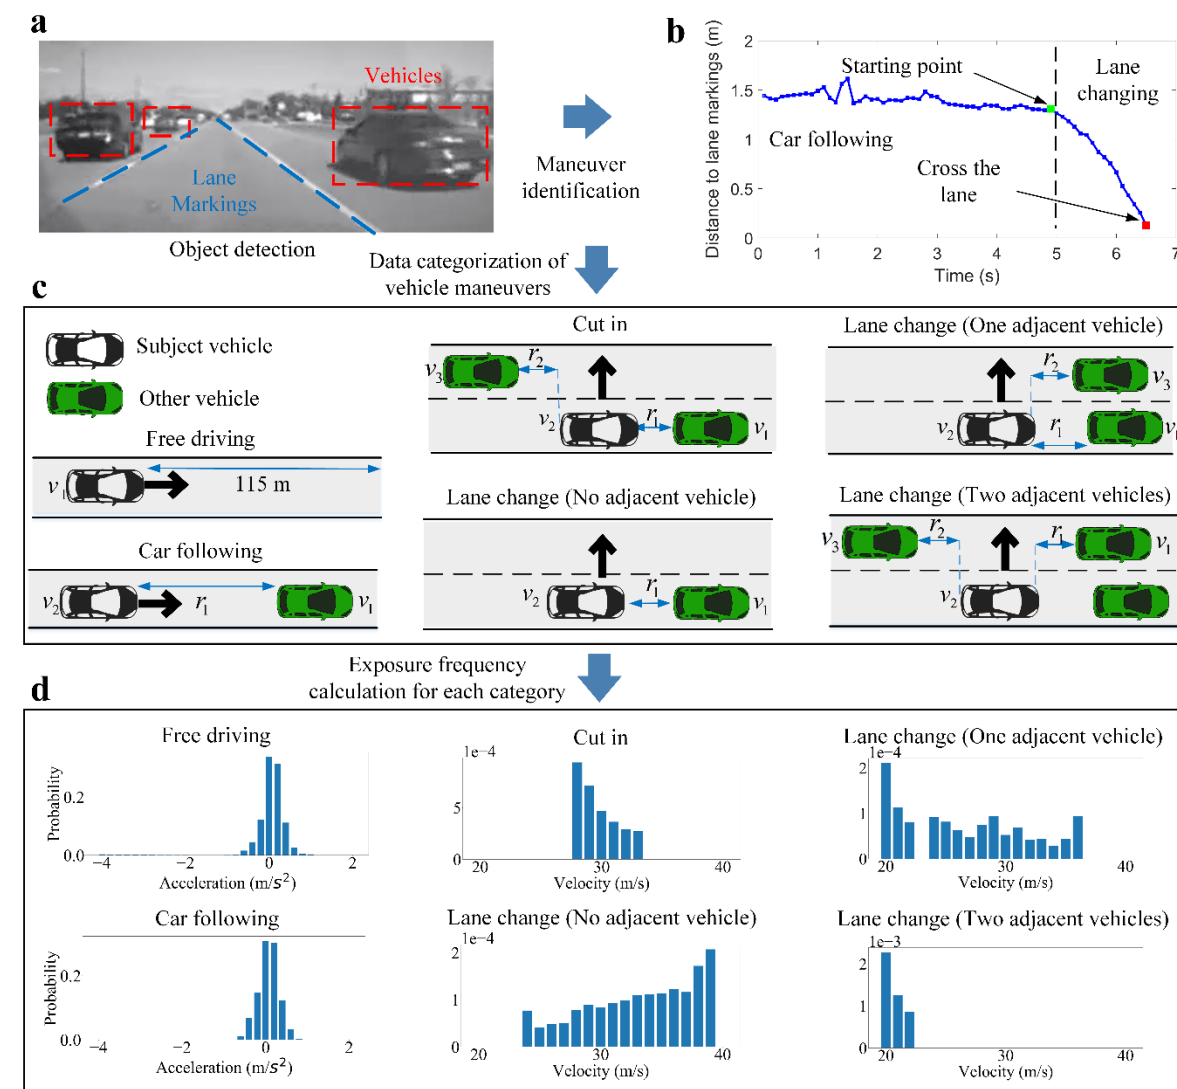 a
Vehicles
Lane
Markings
Object detection
Maneuver
identification
b
Distance to lane markings (m)
2
1.5
1
0.5
0
Starting point
Lane
changing
Car following
Cross the
lane
0 1 2 3 4 5 6 7
Time (s)
Data categorization of
vehicle maneuvers
c
Subject vehicle
Other vehicle
Free driving
v1
115 m
Car following
v2 r1 v1
Cut in
v3 r2
v2 r1 v1
Lane change (No adjacent vehicle)
v2 r1 v1
Lane change (One adjacent vehicle)
r2 v3
v2 r1 v1
Lane change (Two adjacent vehicles)
v3 r2 r1 v1
v2
Exposure frequency
calculation for each category
d
Free driving
Probability
0.2
0.0
−4 −2 0 2
Acceleration (m/s²)
Cut in
1e−4
5
0
20 30 40
Velocity (m/s)
Lane change (One adjacent vehicle)
1e−4
2
1
0
20 30 40
Velocity (m/s)
Car following
Probability
0.2
0.0
−4 −2 0 2
Acceleration (m/s²)
Lane change (No adjacent vehicle)
1e−4
2
1
0
20 30 40
Velocity (m/s)
Lane change (Two adjacent vehicles)
1e−3
2
1
0
20 30 40
Velocity (m/s)